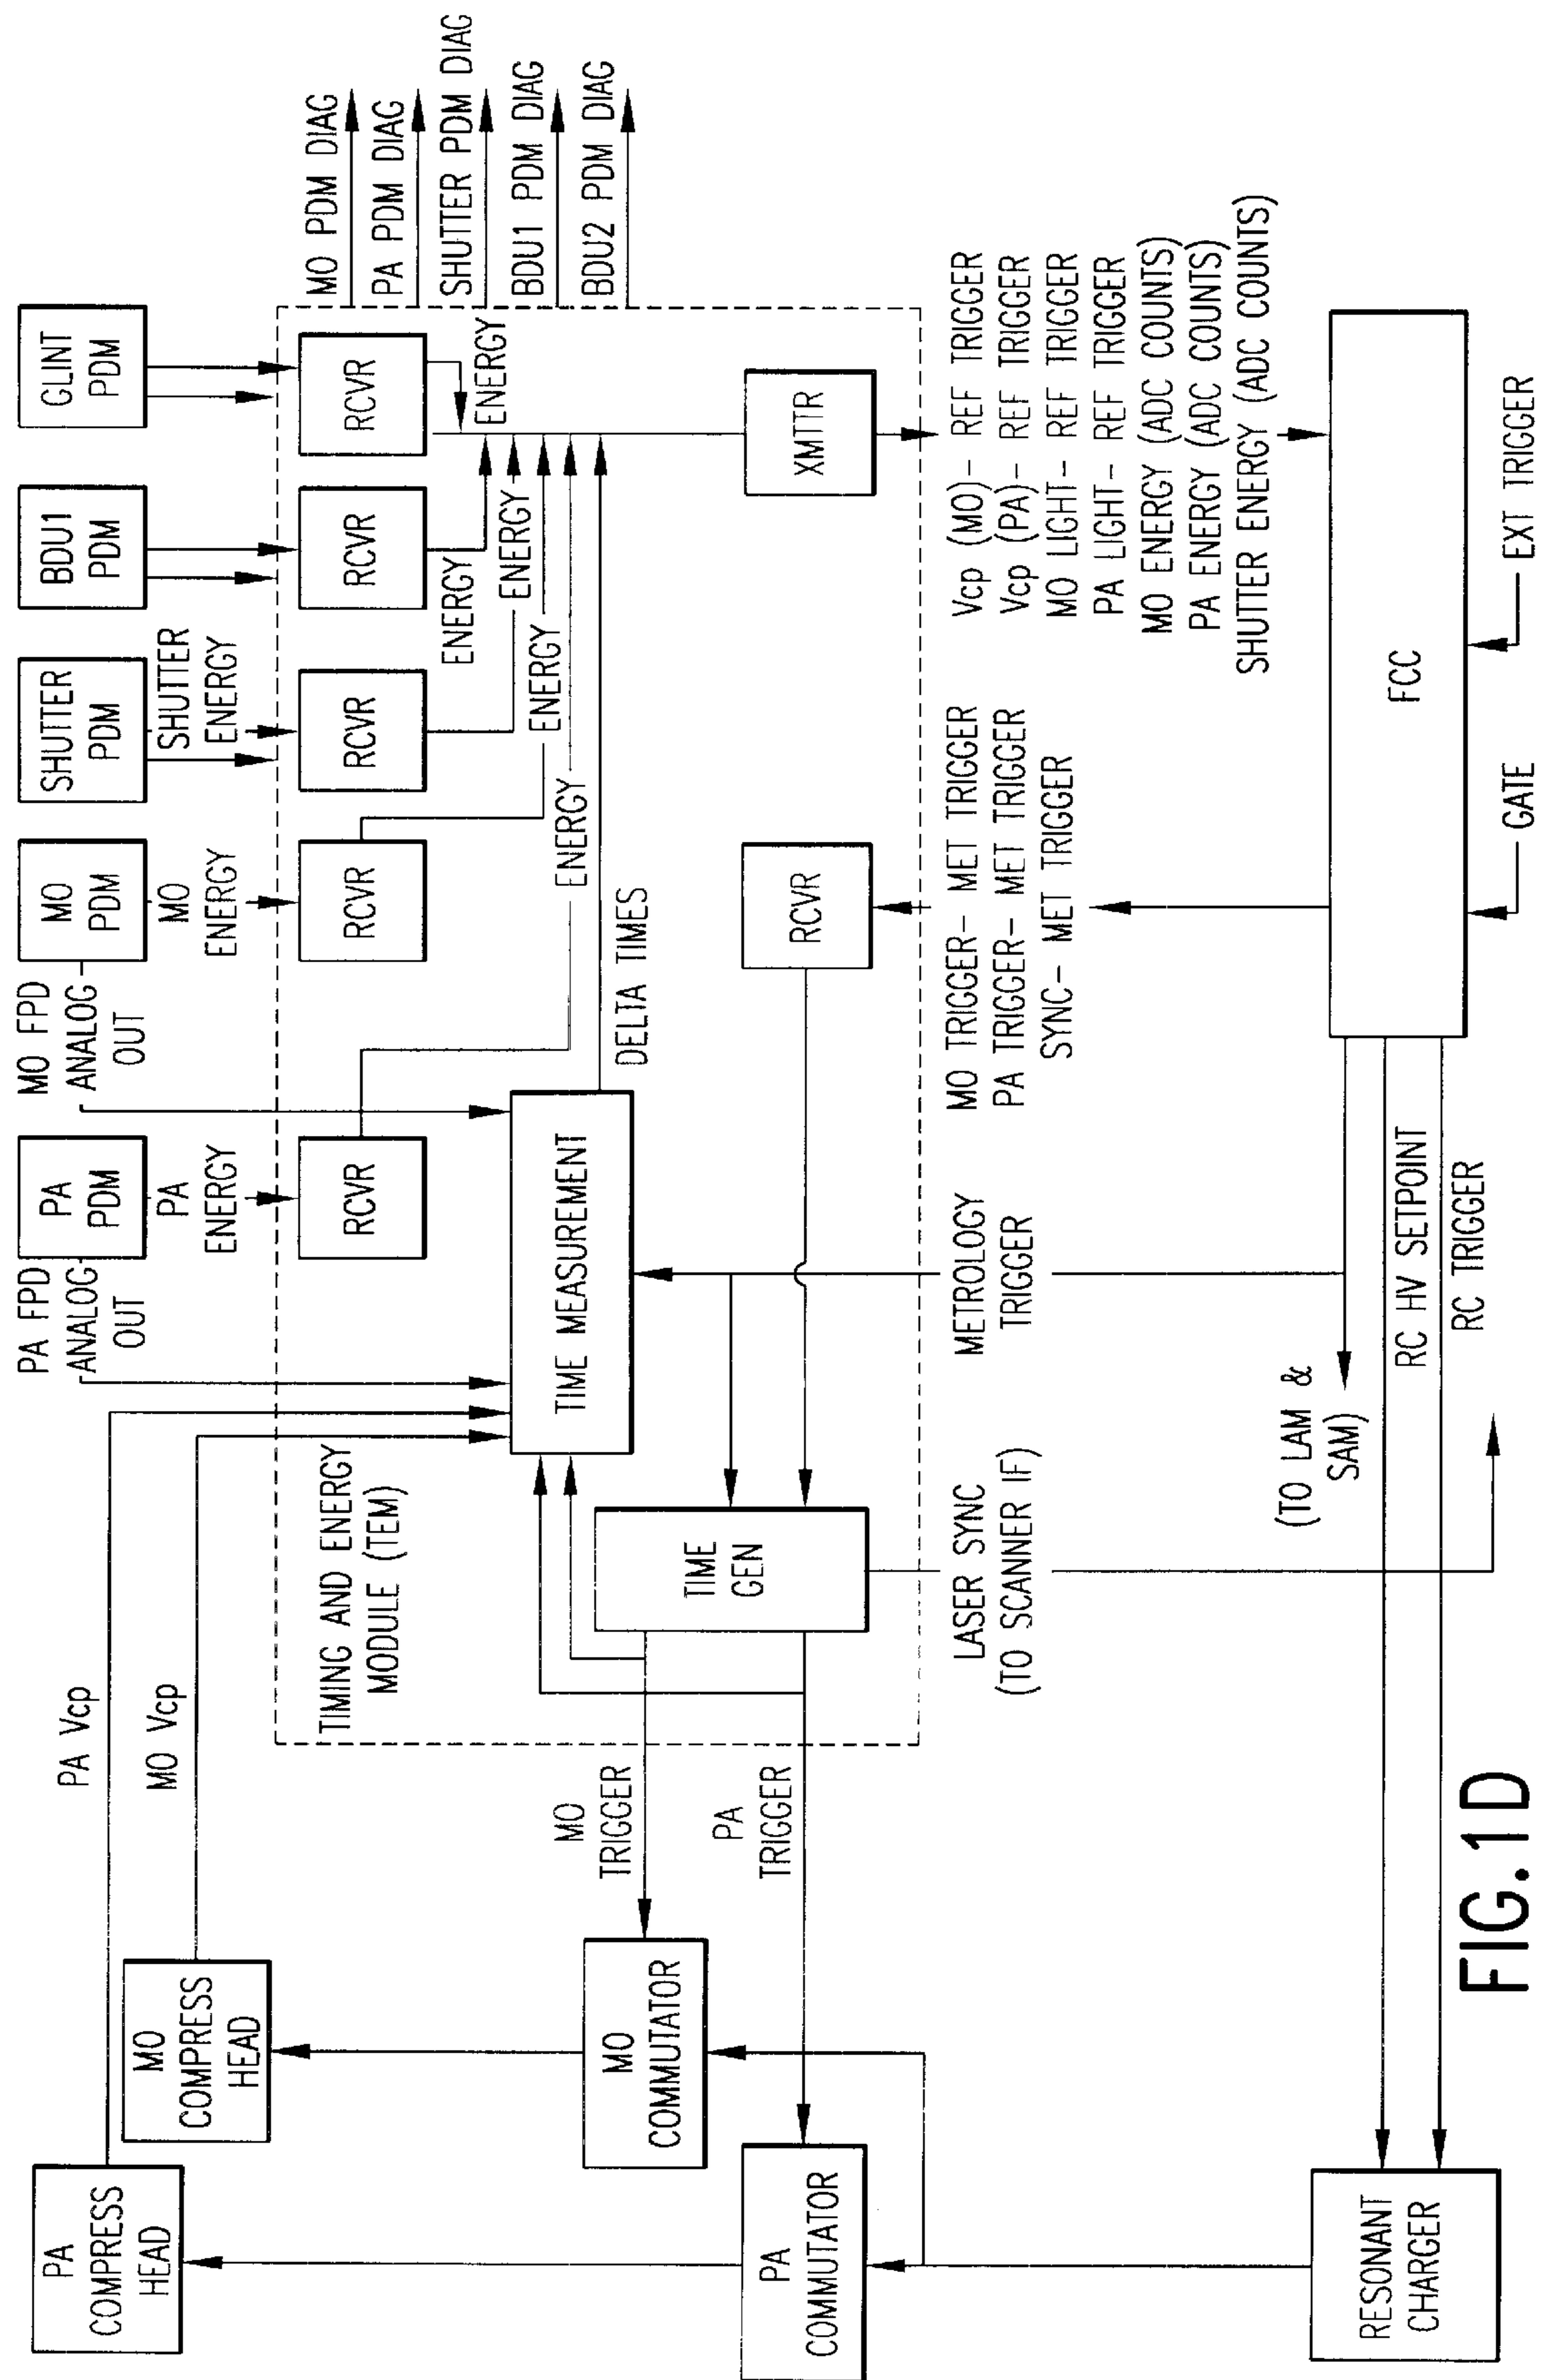 PA
COMPRESS
HEAD
MO
COMPRESS
HEAD
PA Vcp
MO Vcp
PA FPD
ANALOG
OUT
PA
PDM
PA
ENERGY
MO FPD
ANALOG
OUT
MO
PDM
MO
ENERGY
SHUTTER
PDM
SHUTTER
ENERGY
BDU1
PDM
GLINT
PDM
MO PDM DIAG
PA PDM DIAG
SHUTTER PDM DIAG
BDU1 PDM DIAG
BDU2 PDM DIAG
TIMING AND ENERGY
MODULE (TEM)
RCVR
RCVR
RCVR
RCVR
RCVR
ENERGY
ENERGY
ENERGY
ENERGY
ENERGY
TIME MEASUREMENT
DELTA TIMES
MO
TRIGGER
PA
TRIGGER
TIME
GEN
RCVR
XMTTR
MO
COMMUTATOR
PA
COMMUTATOR
LASER SYNC
(TO SCANNER IF)
METROLOGY
TRIGGER
MO TRIGGER- MET TRIGGER
PA TRIGGER- MET TRIGGER
SYNC- MET TRIGGER
Vcp (MO)- REF TRIGGER
Vcp (PA)- REF TRIGGER
MO LIGHT- REF TRIGGER
PA LIGHT- REF TRIGGER
MO ENERGY (ADC COUNTS)
PA ENERGY (ADC COUNTS)
SHUTTER ENERGY (ADC COUNTS)
(TO LAM &
SAM)
RC HV SETPOINT
RC TRIGGER
RESONANT
CHARGER
FCC
GATE
EXT TRIGGER
FIG.1D